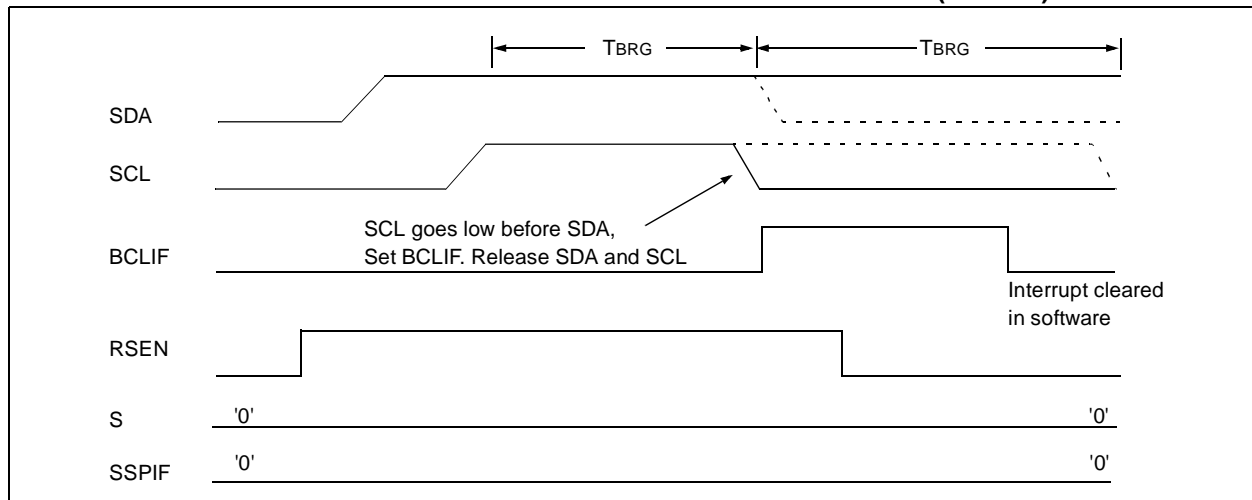 TBRG TBRG
SDA
SCL
SCL goes low before SDA,
Set BCLIF. Release SDA and SCL
BCLIF
Interrupt cleared
in software
RSEN
S '0' '0'
SSPIF '0' '0'